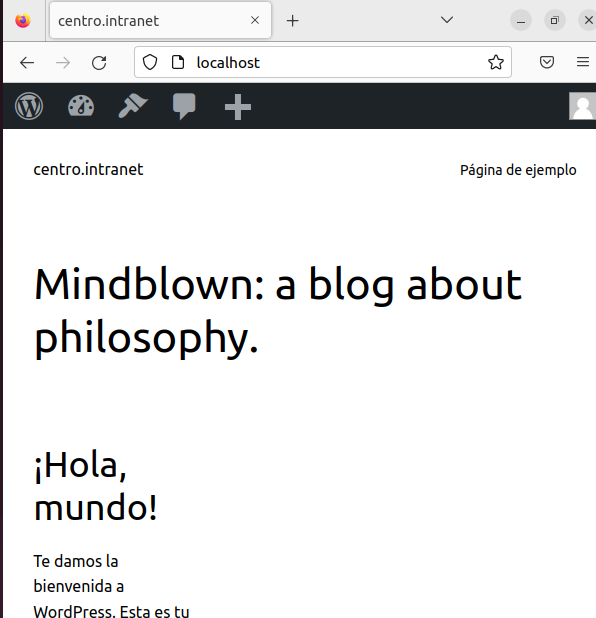 centro.intranet
localhost
centro.intranet
Página de ejemplo
Mindblown: a blog about
philosophy.
¡Hola,
mundo!
Te damos la
bienvenida a
WordPress. Esta es tu